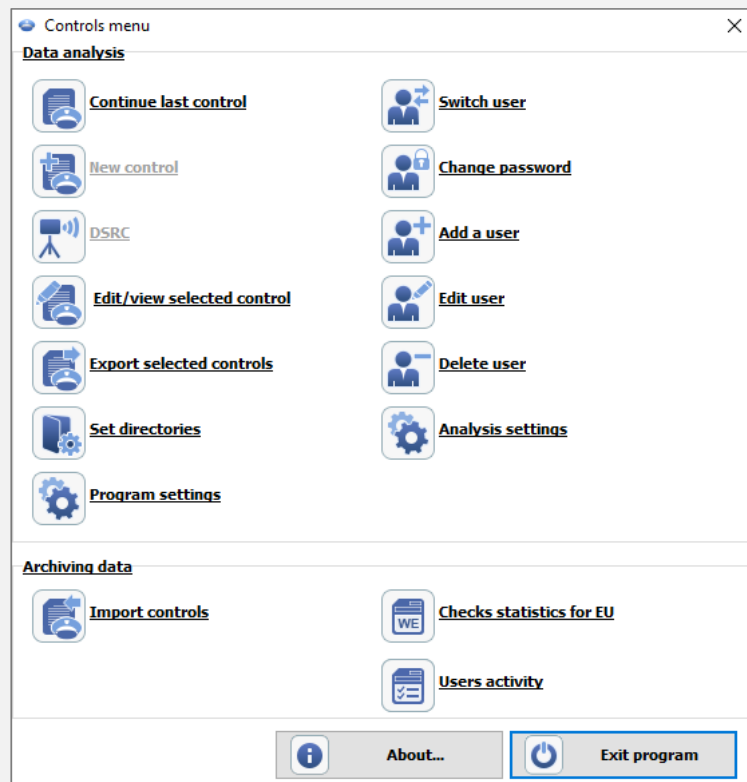 Controls menu
Data analysis
Continue last control
Switch user
New control
Change password
DSRC
Add a user
Edit/view selected control
Edit user
Export selected controls
Delete user
Set directories
Analysis settings
Program settings
Archiving data
Import controls
WE
Checks statistics for EU
Users activity
About...
Exit program